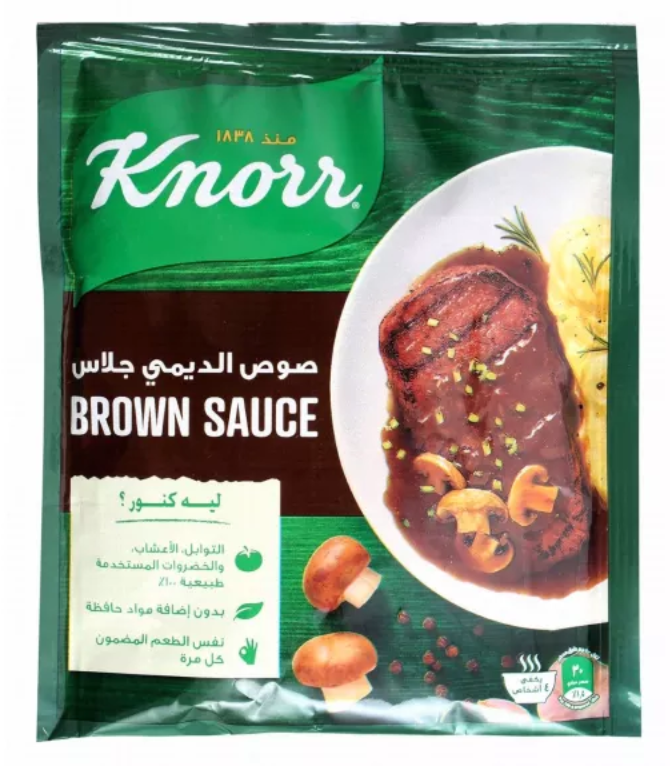 منذ ١٨٣٨
Knorr®
صوص الديمي جلاس
BROWN SAUCE
ليه كنور؟
التوابل، الأعشاب،
والخضروات المستخدمة
طبيعية ١٠٠٪
بدون إضافة مواد حافظة
نفس الطعم المضمون
كل مرة
يكفي
٤ أشخاص
٣٠